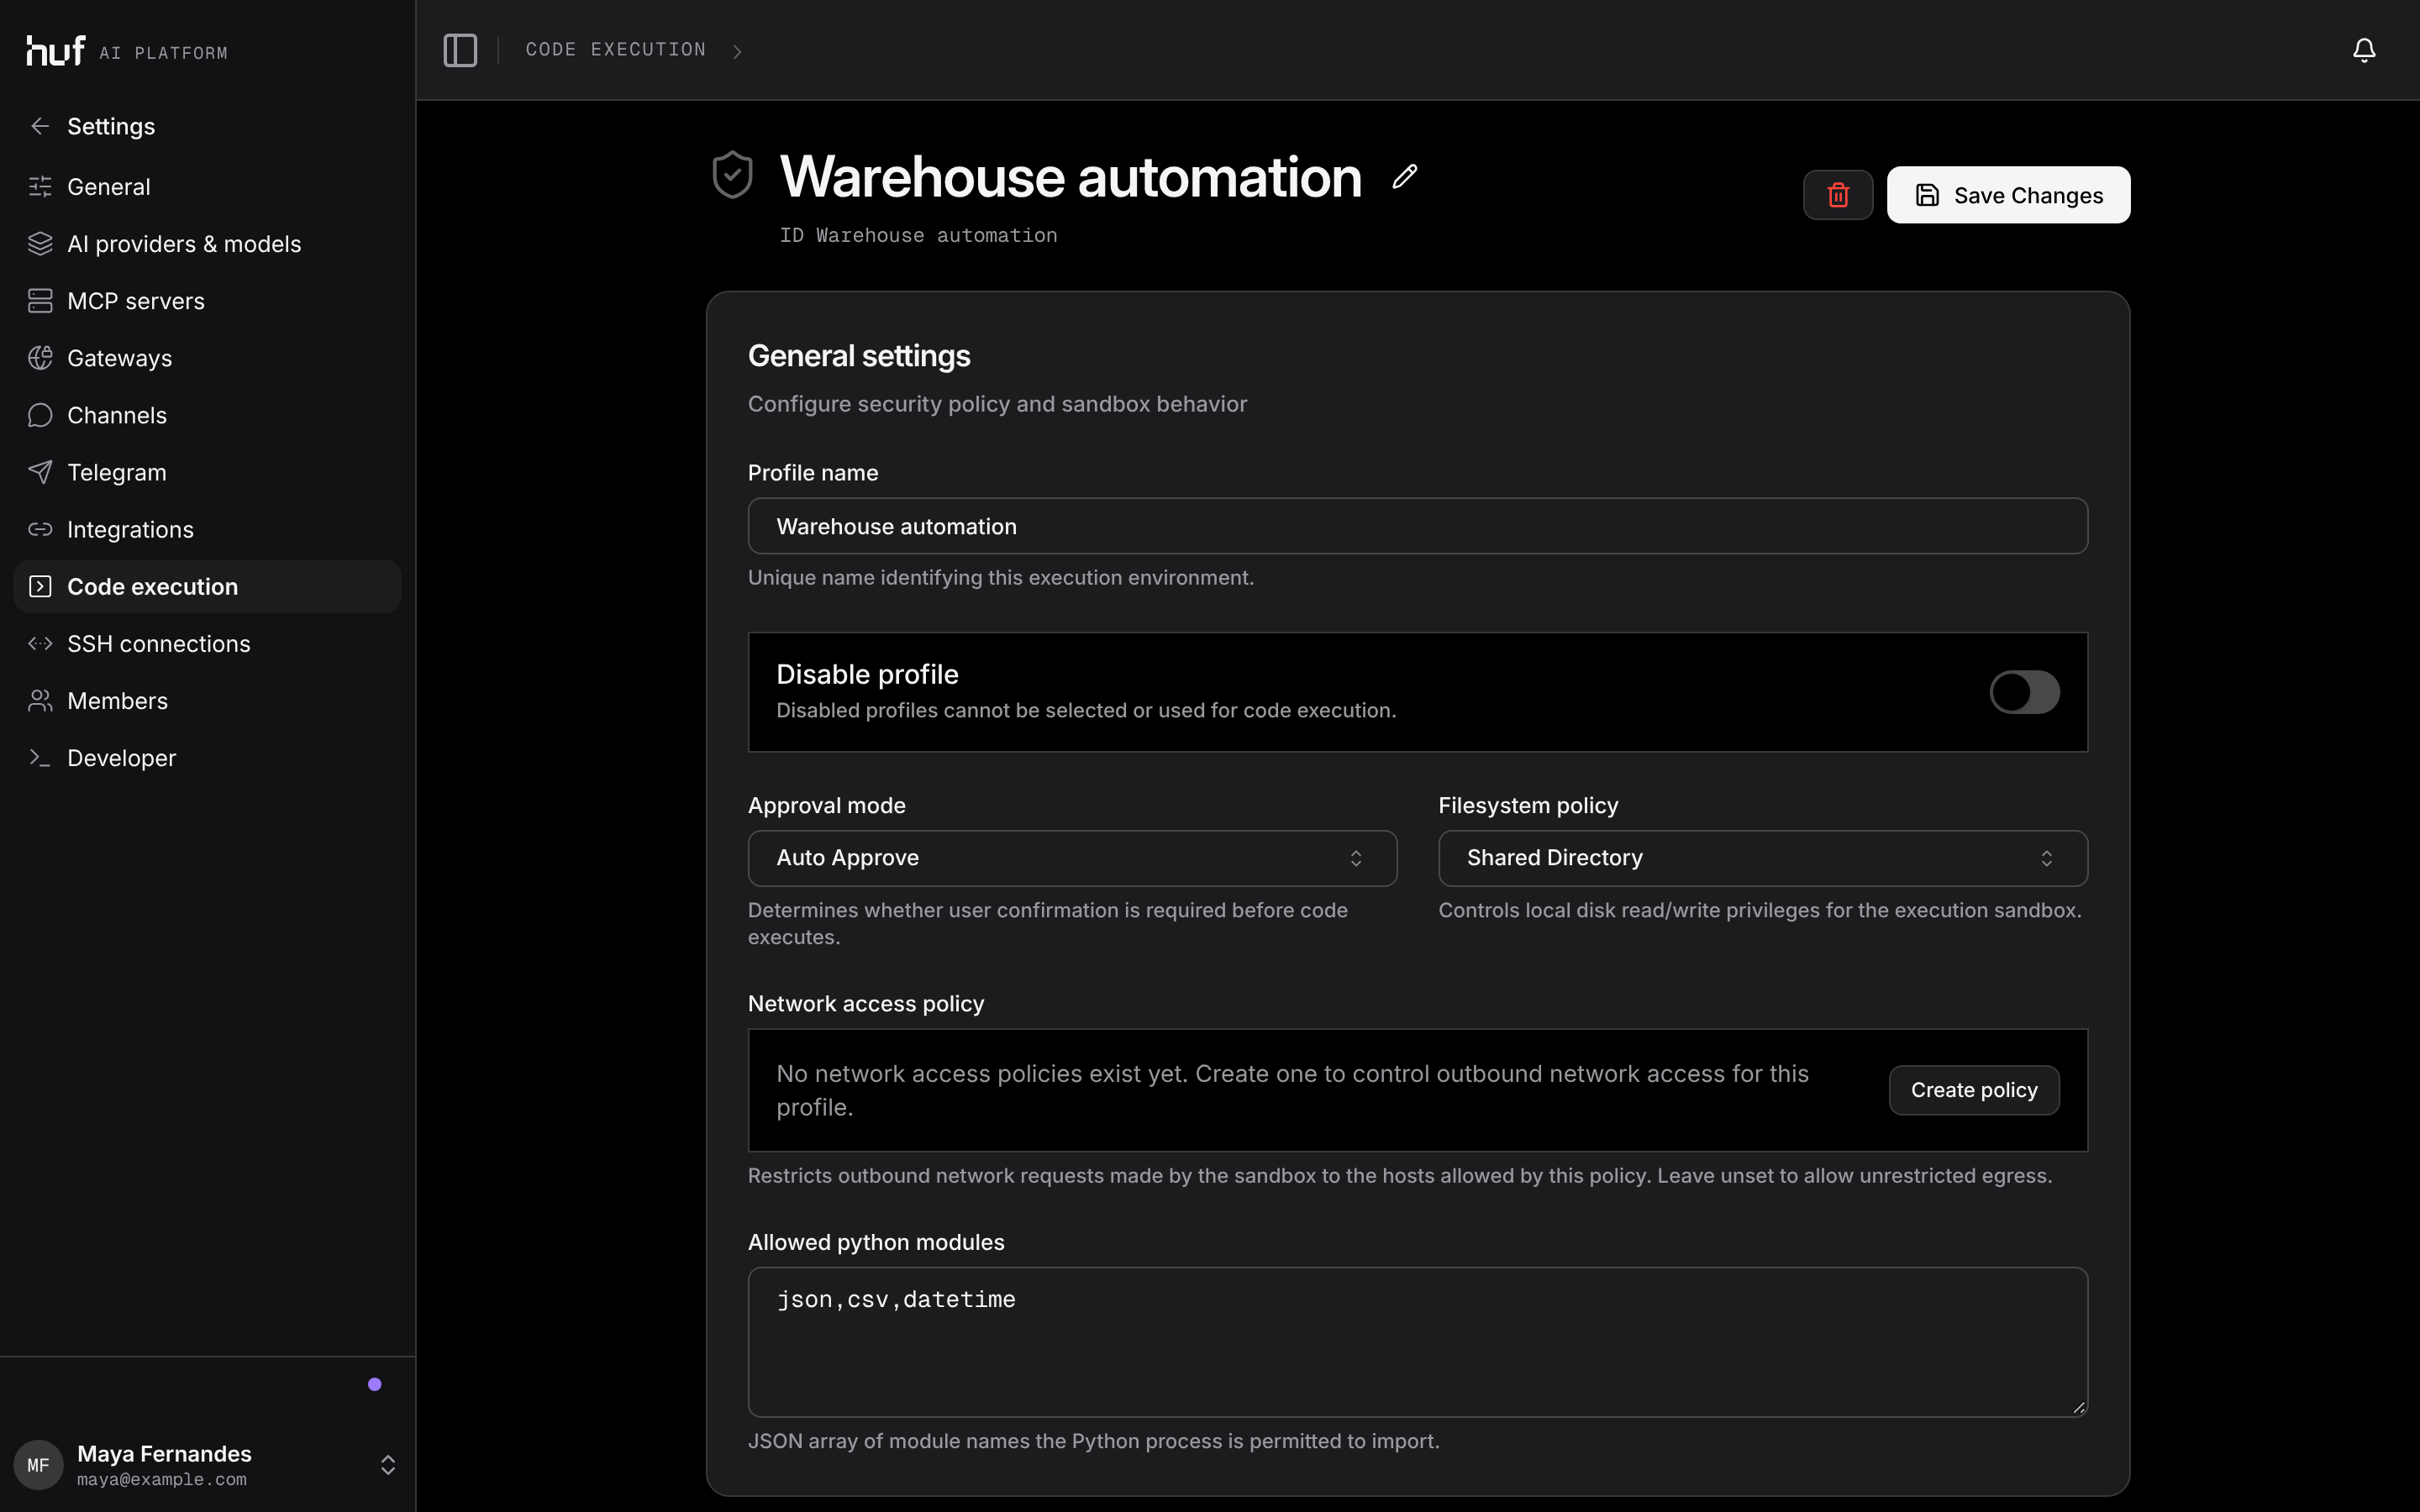 huf AI PLATFORM
Settings
General
AI providers & models
MCP servers
Gateways
Channels
Telegram
Integrations
Code execution
SSH connections
Members
Developer
MF
Maya Fernandes
maya@example.com
CODE EXECUTION
Warehouse automation
ID Warehouse automation
Save Changes
General settings
Configure security policy and sandbox behavior
Profile name
Warehouse automation
Unique name identifying this execution environment.
Disable profile
Disabled profiles cannot be selected or used for code execution.
Approval mode
Auto Approve
Determines whether user confirmation is required before code
executes.
Filesystem policy
Shared Directory
Controls local disk read/write privileges for the execution sandbox.
Network access policy
No network access policies exist yet. Create one to control outbound network access for this
profile.
Create policy
Restricts outbound network requests made by the sandbox to the hosts allowed by this policy. Leave unset to allow unrestricted egress.
Allowed python modules
json,csv,datetime
JSON array of module names the Python process is permitted to import.